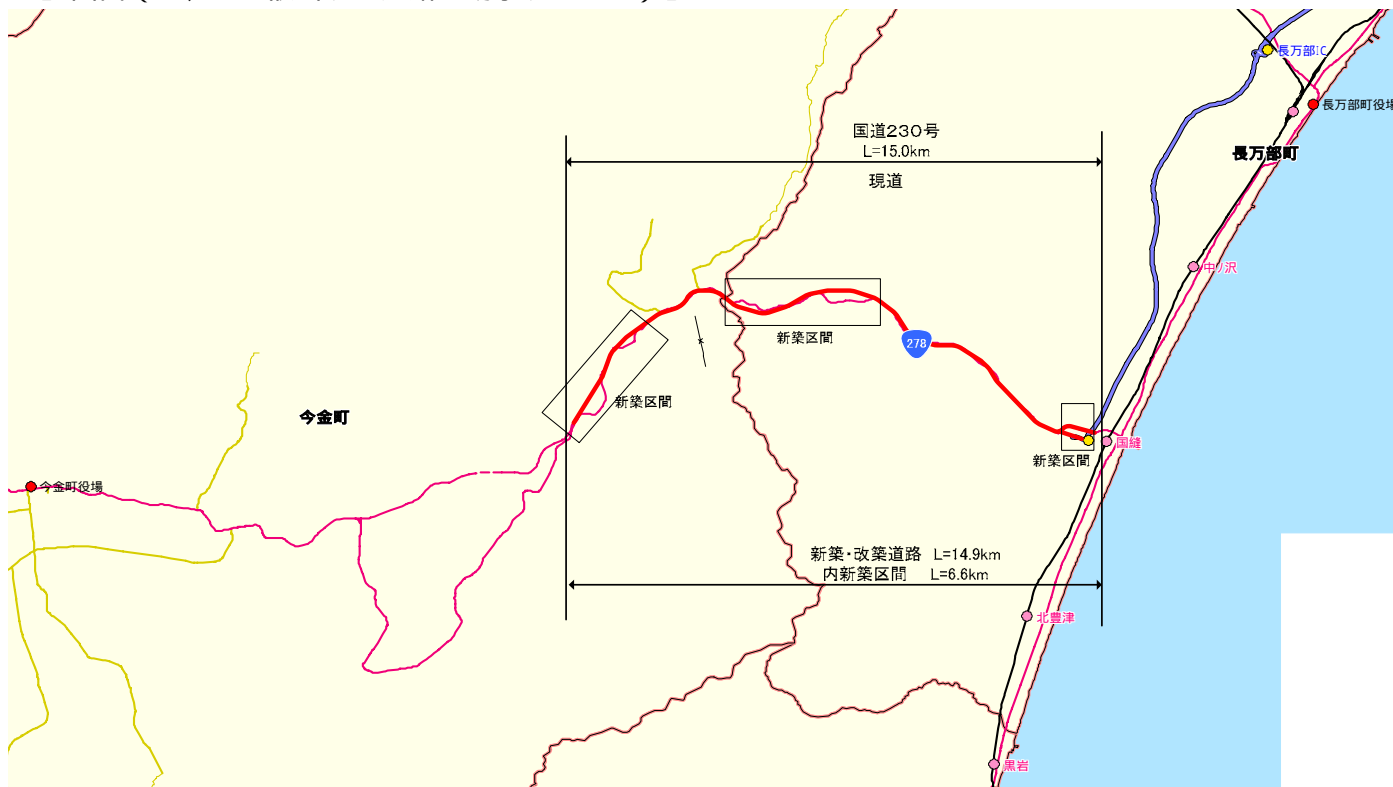 長万部IC
長万部町役場
国道230号
L=15.0km
長万部町
現道
中ノ沢
新築区間
278
新築区間
今金町
国縫
新築区間
今金町役場
新築・改築道路 L=14.9km
内新築区間 L=6.6km
北豊津
黒岩